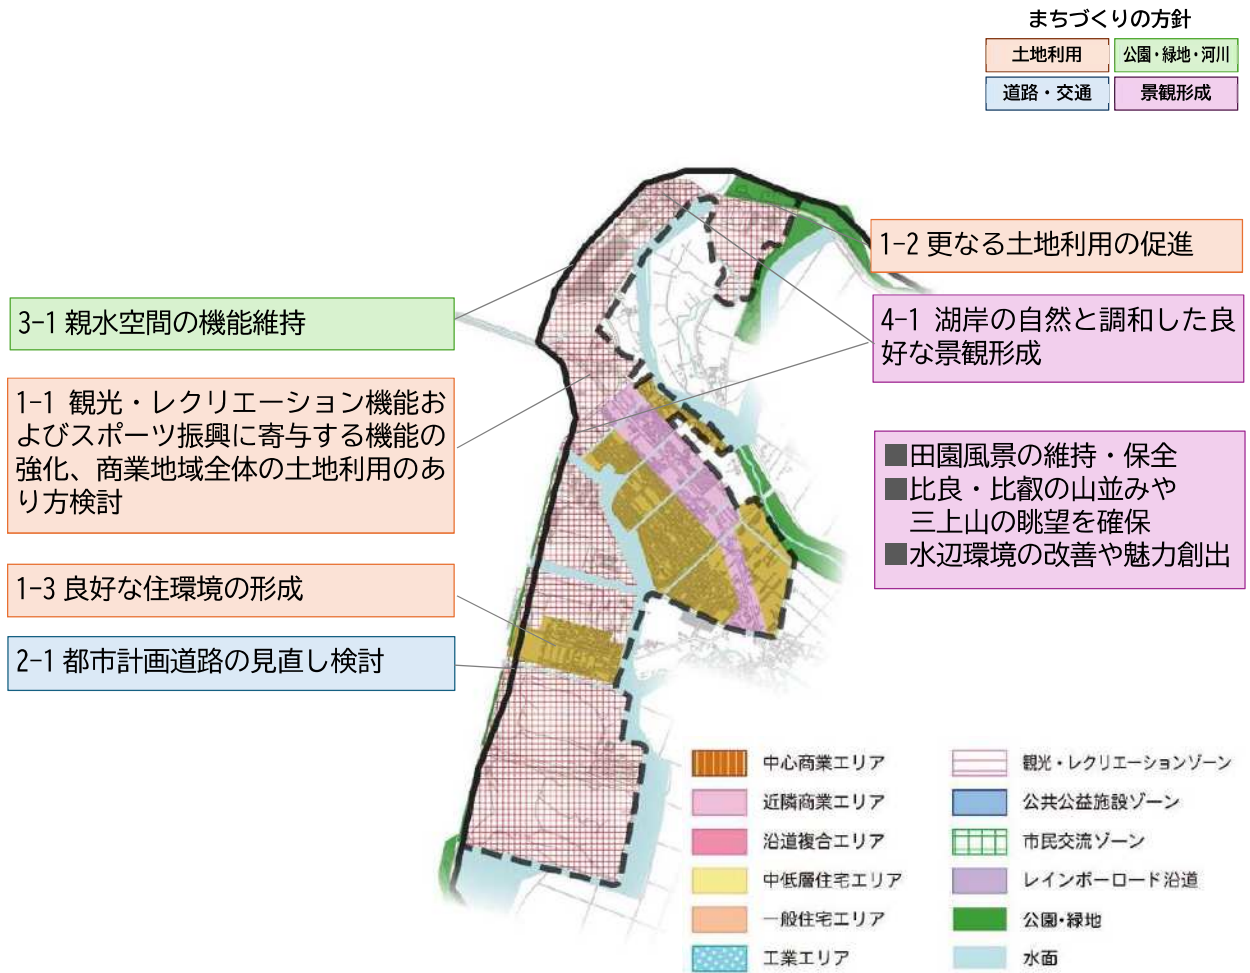 まちづくりの方針
土地利用
公園・緑地・河川
道路・交通
景観形成
1-2 更なる土地利用の促進
3-1 親水空間の機能維持
4-1 湖岸の自然と調和した良
好な景観形成
1-1 観光・レクリエーション機能お
よびスポーツ振興に寄与する機能の
強化、商業地域全体の土地利用のあ
り方検討
■田園風景の維持・保全
■比良・比叡の山並みや
三上山の眺望を確保
■水辺環境の改善や魅力創出
1-3 良好な住環境の形成
2-1 都市計画道路の見直し検討
中心商業エリア
近隣商業エリア
沿道複合エリア
中低層住宅エリア
一般住宅エリア
工業エリア
観光・レクリエーションゾーン
公共公益施設ゾーン
市民交流ゾーン
レインボーロード沿道
公園・緑地
水面